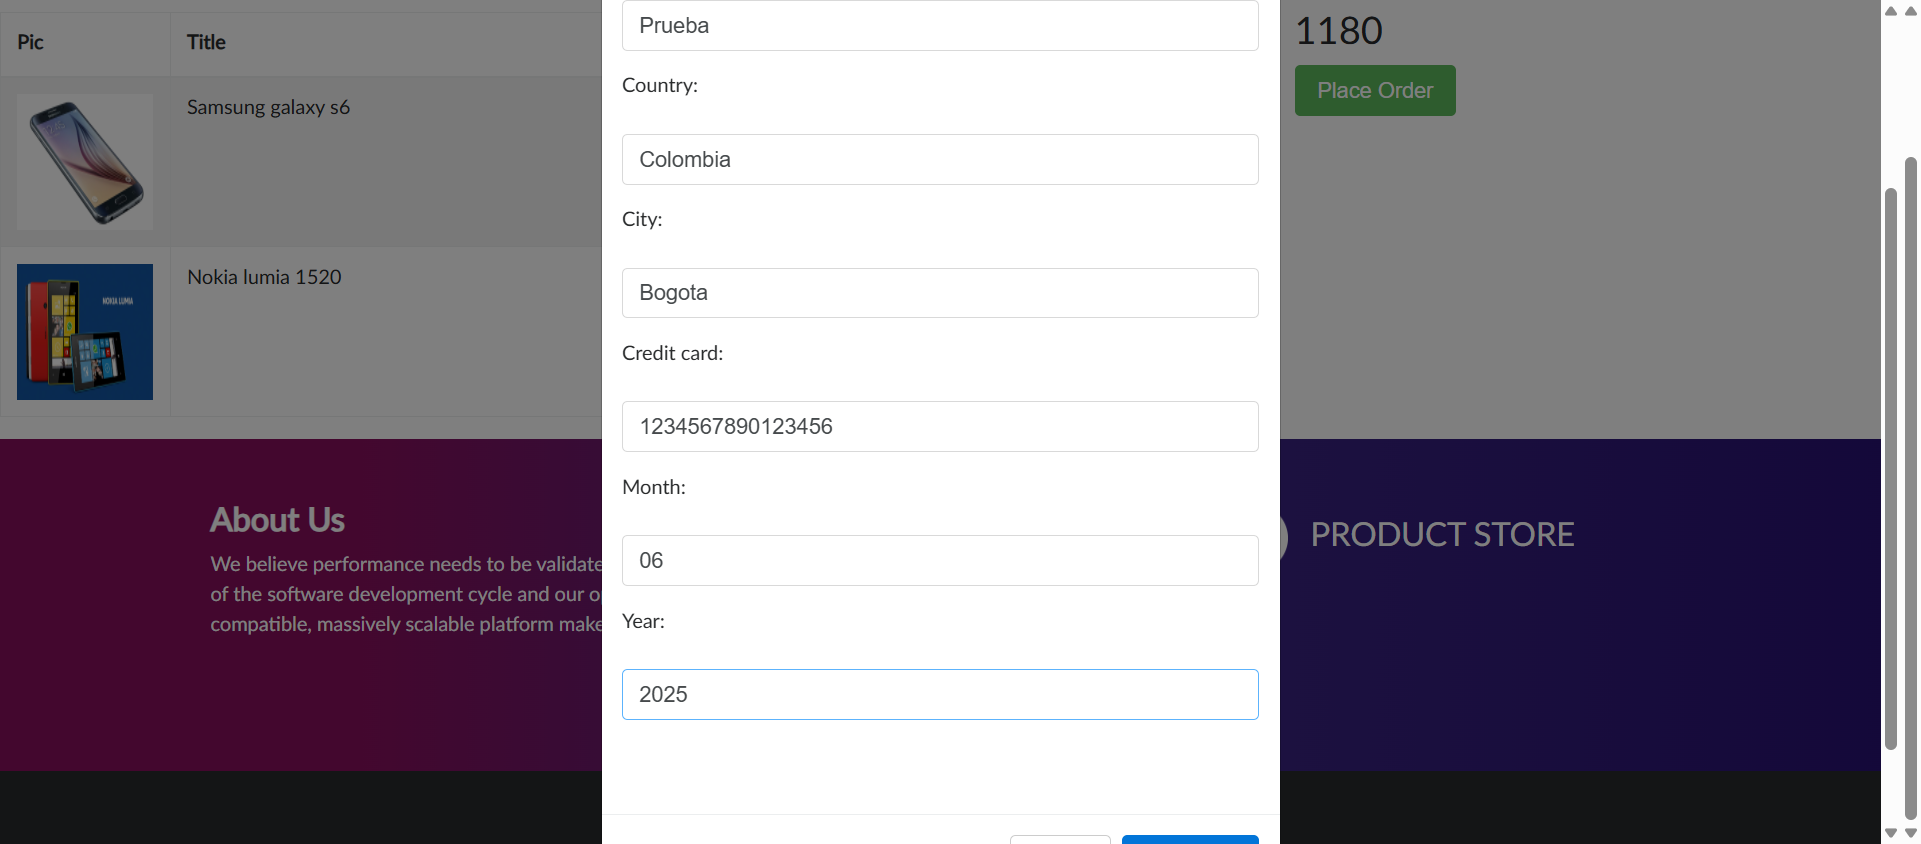 Pic
Title
Samsung galaxy s6
Nokia lumia 1520
NOKIA LUMIA
Prueba
Country:
Colombia
City:
Bogota
Credit card:
1234567890123456
Month:
06
Year:
2025
1180
Place Order
About Us
We believe performance needs to be validate
of the software development cycle and our o
compatible, massively scalable platform make
PRODUCT STORE